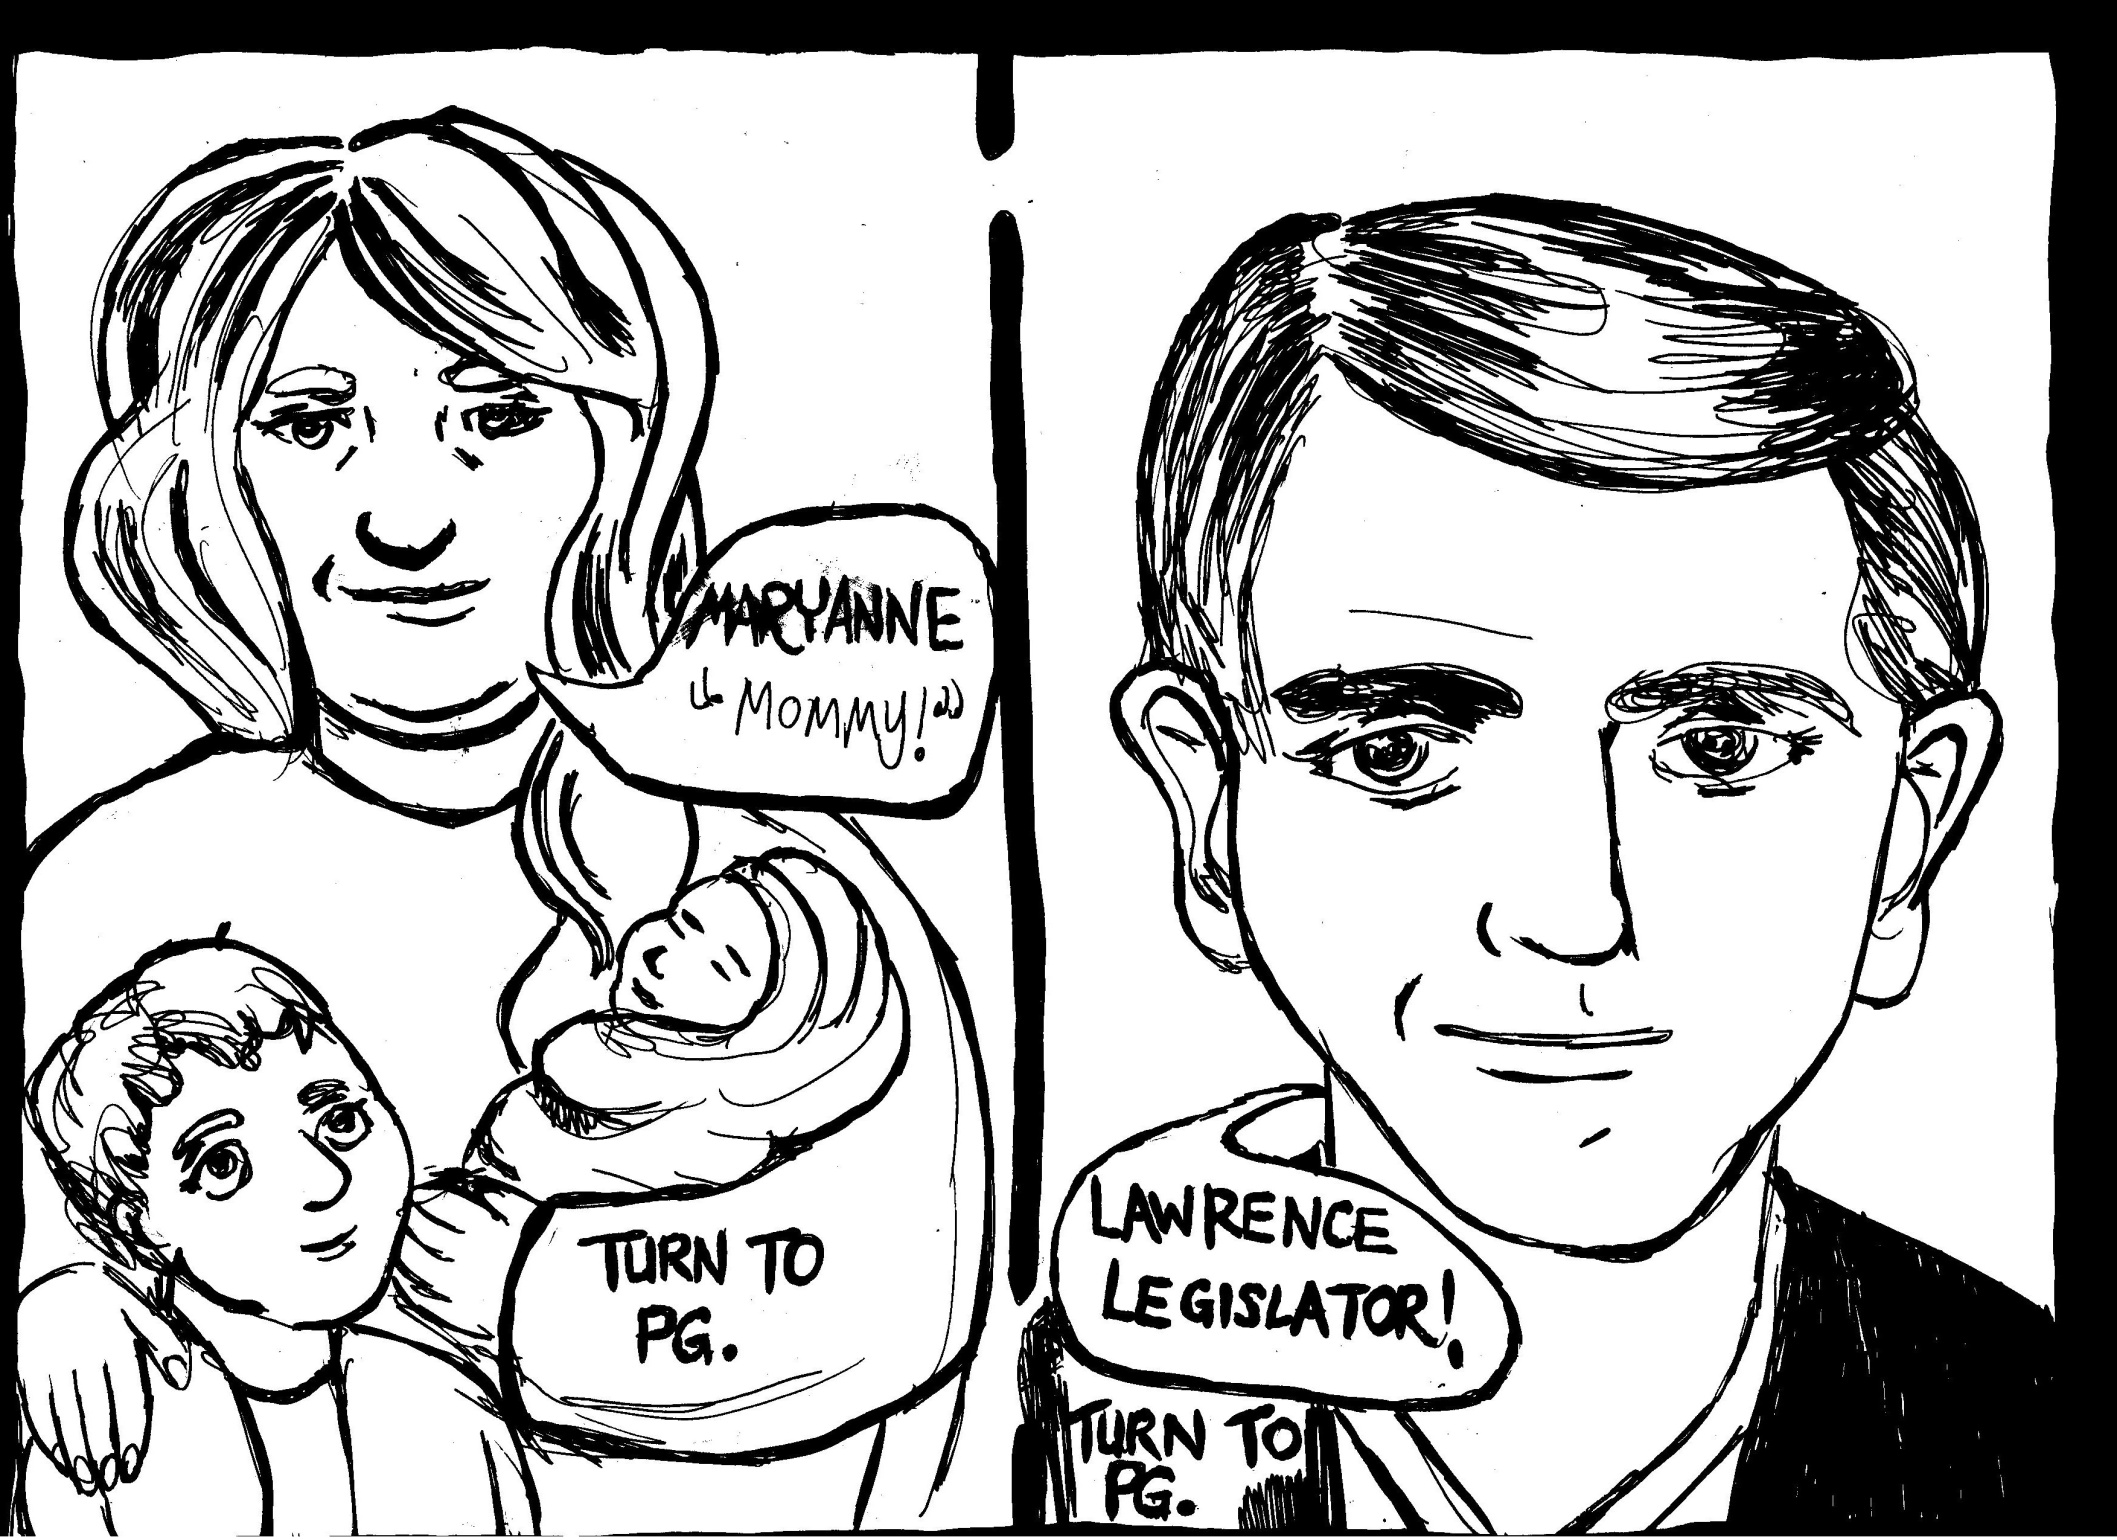 MARYANNE
"MOMMY!"
TURN TO
PG.
LAWRENCE
LEGISLATOR!
TURN TO
PG.